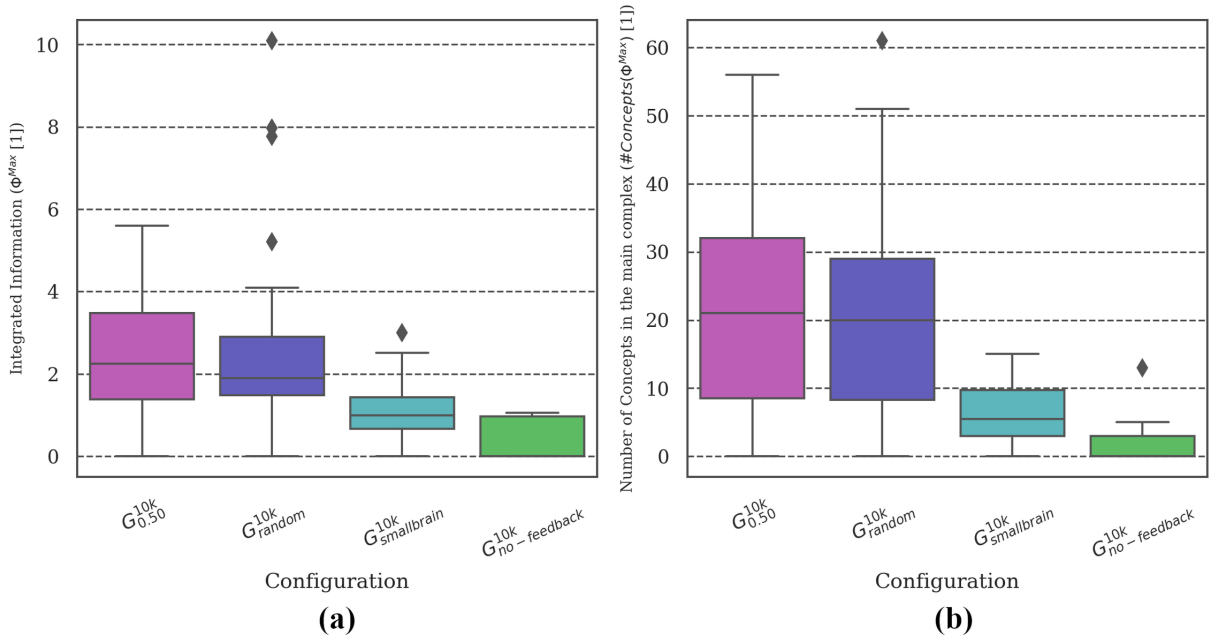 Integrated Information (Φ^Max [1])
10
8
6
4
2
0
G^10k_0.50
G^10k_random
G^10k_smallbrain
G^10k_no−feedback
Configuration
(a)
Number of Concepts in the main complex (#Concepts(Φ^Max) [1])
60
50
40
30
20
10
0
G^10k_0.50
G^10k_random
G^10k_smallbrain
G^10k_no−feedback
Configuration
(b)